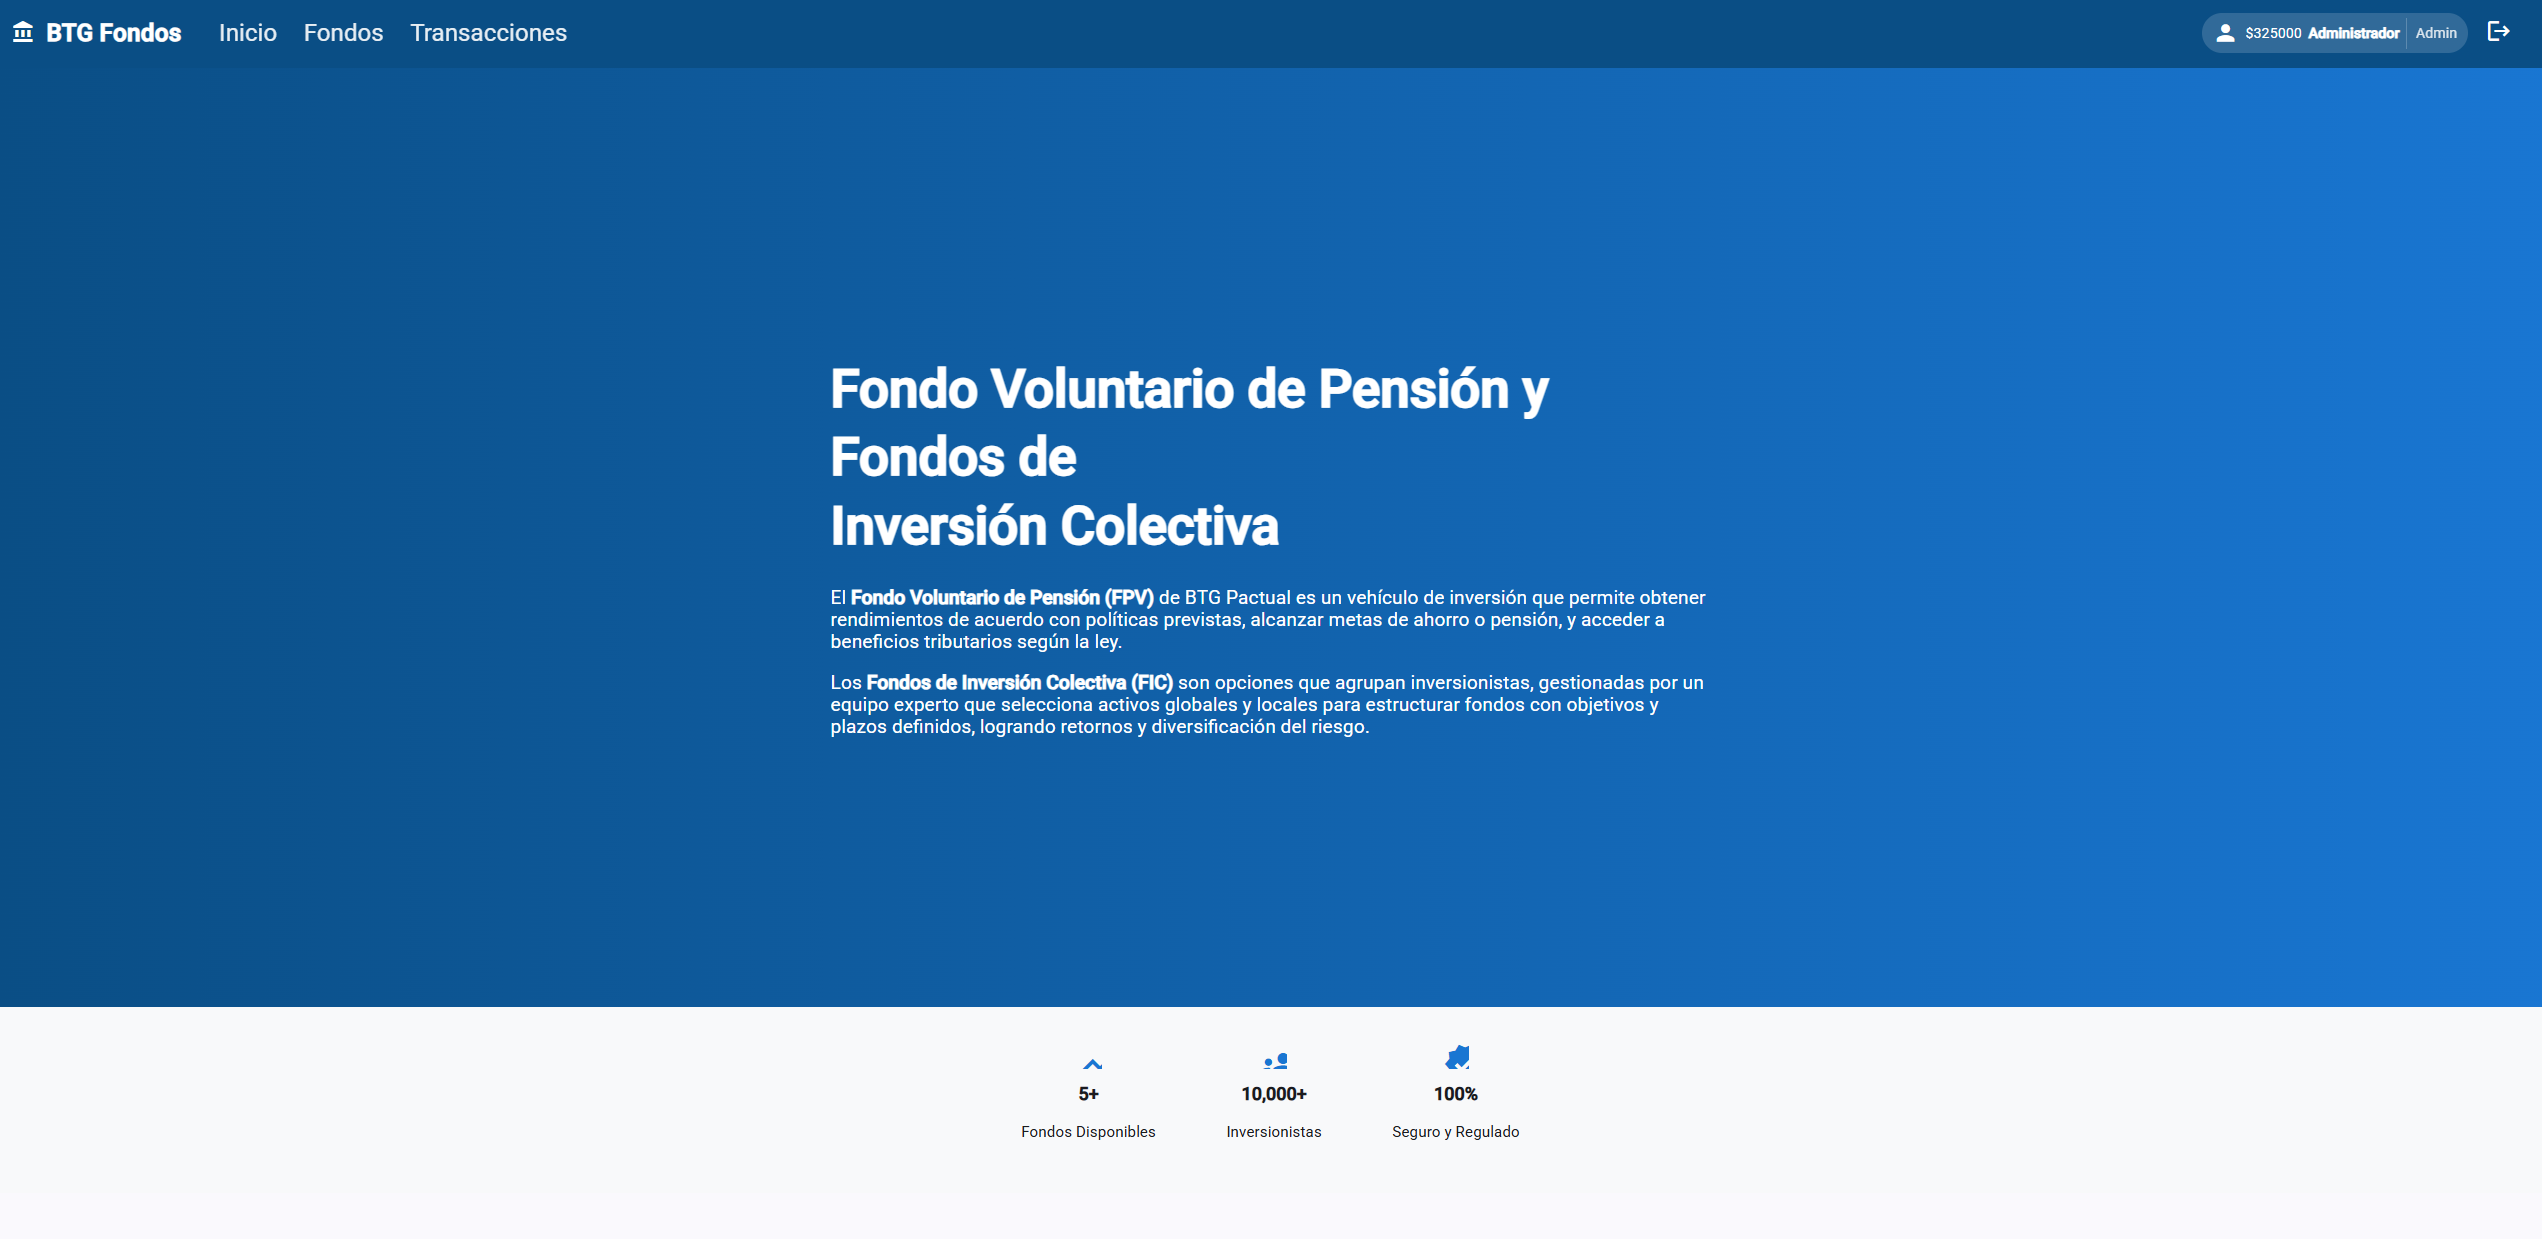 BTG Fondos Inicio Fondos Transacciones $325000 Administrador Admin
Fondo Voluntario de Pensión y
Fondos de
Inversión Colectiva
El Fondo Voluntario de Pensión (FPV) de BTG Pactual es un vehículo de inversión que permite obtener
rendimientos de acuerdo con políticas previstas, alcanzar metas de ahorro o pensión, y acceder a
beneficios tributarios según la ley.
Los Fondos de Inversión Colectiva (FIC) son opciones que agrupan inversionistas, gestionadas por un
equipo experto que selecciona activos globales y locales para estructurar fondos con objetivos y
plazos definidos, logrando retornos y diversificación del riesgo.
5+
Fondos Disponibles
10,000+
Inversionistas
100%
Seguro y Regulado